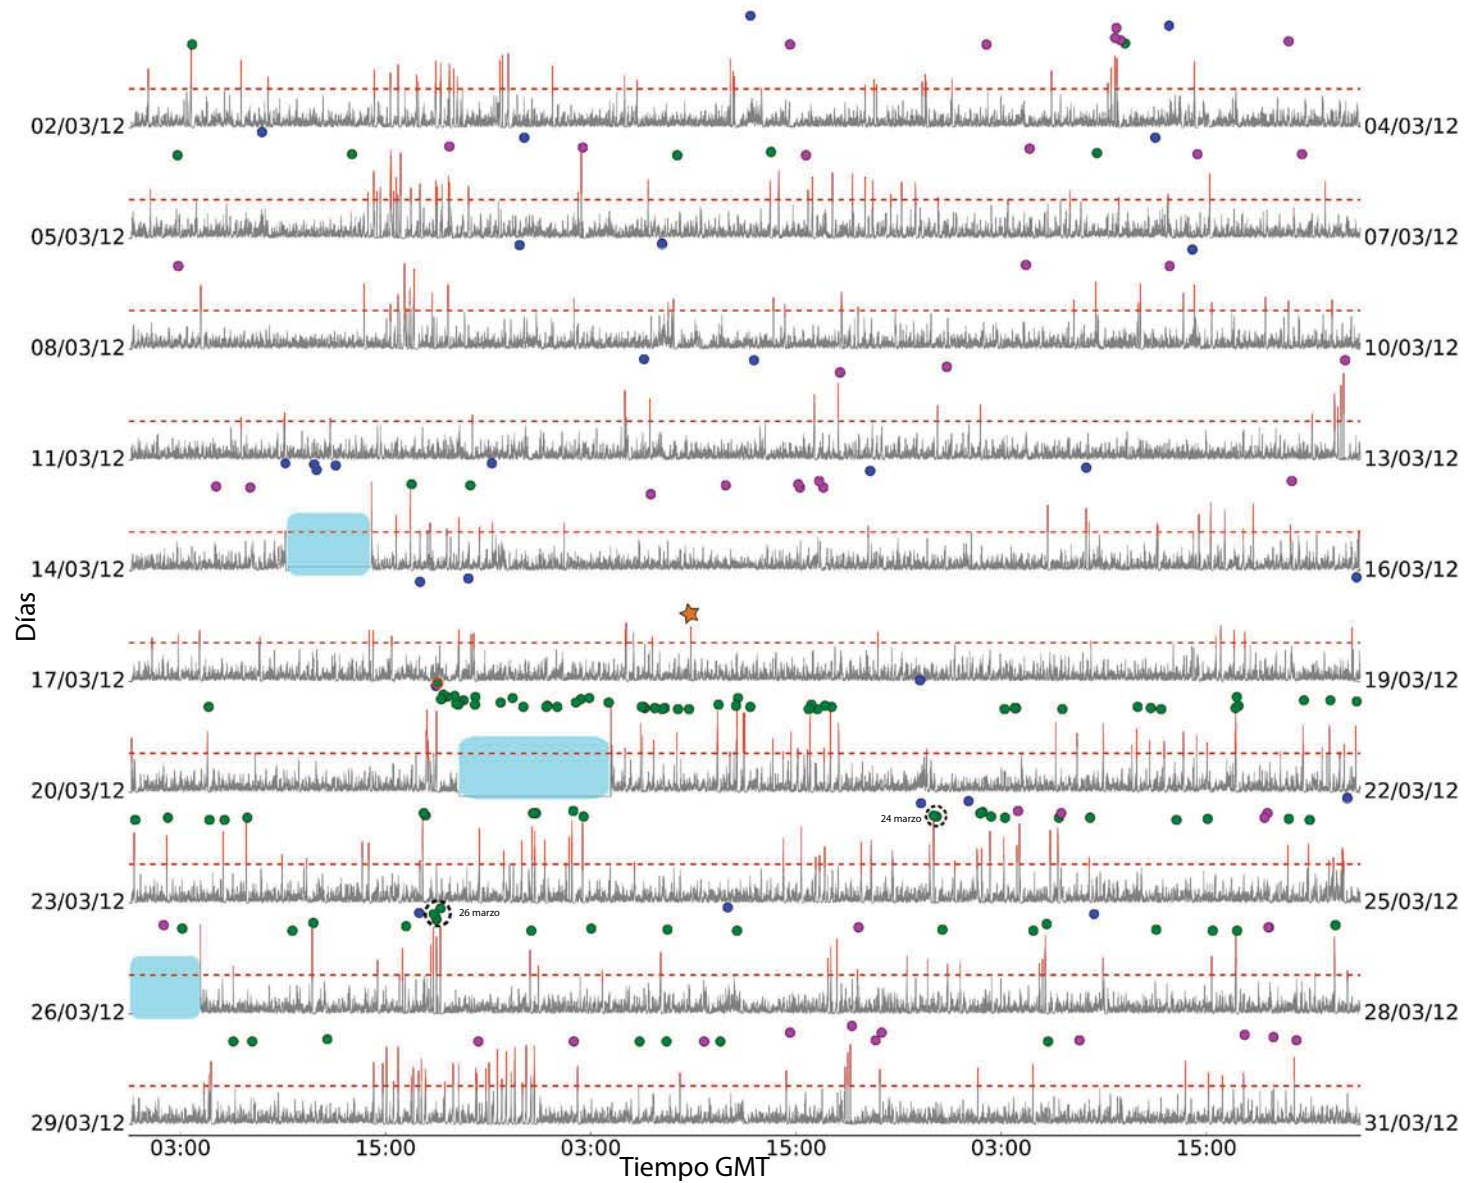 02/03/12 04/03/12
05/03/12 07/03/12
08/03/12 10/03/12
11/03/12 13/03/12
14/03/12 16/03/12
Días
17/03/12 19/03/12
20/03/12 22/03/12
24 marzo
23/03/12 25/03/12
26 marzo
26/03/12 28/03/12
29/03/12 31/03/12
03:00 15:00 03:00 15:00 03:00 15:00
Tiempo GMT